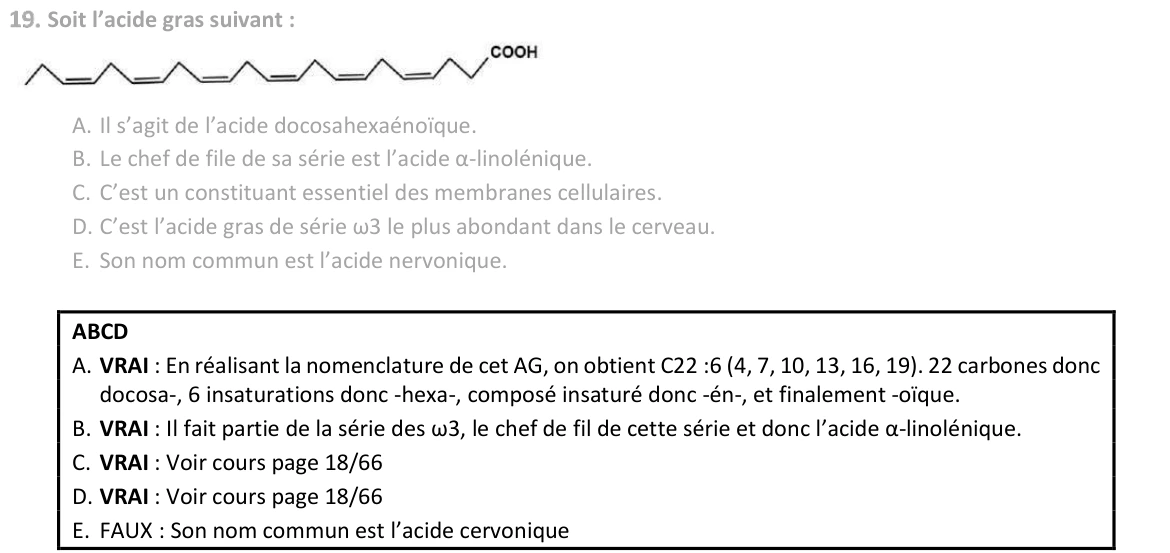 19. Soit l’acide gras suivant :
COOH
A. Il s’agit de l’acide docosahexaénoïque.
B. Le chef de file de sa série est l’acide α-linolénique.
C. C’est un constituant essentiel des membranes cellulaires.
D. C’est l’acide gras de série ω3 le plus abondant dans le cerveau.
E. Son nom commun est l’acide nervonique.
ABCD
A. VRAI : En réalisant la nomenclature de cet AG, on obtient C22 :6 (4, 7, 10, 13, 16, 19). 22 carbones donc
docosa-, 6 insaturations donc -hexa-, composé insaturé donc -én-, et finalement -oïque.
B. VRAI : Il fait partie de la série des ω3, le chef de fil de cette série et donc l’acide α-linolénique.
C. VRAI : Voir cours page 18/66
D. VRAI : Voir cours page 18/66
E. FAUX : Son nom commun est l’acide cervonique